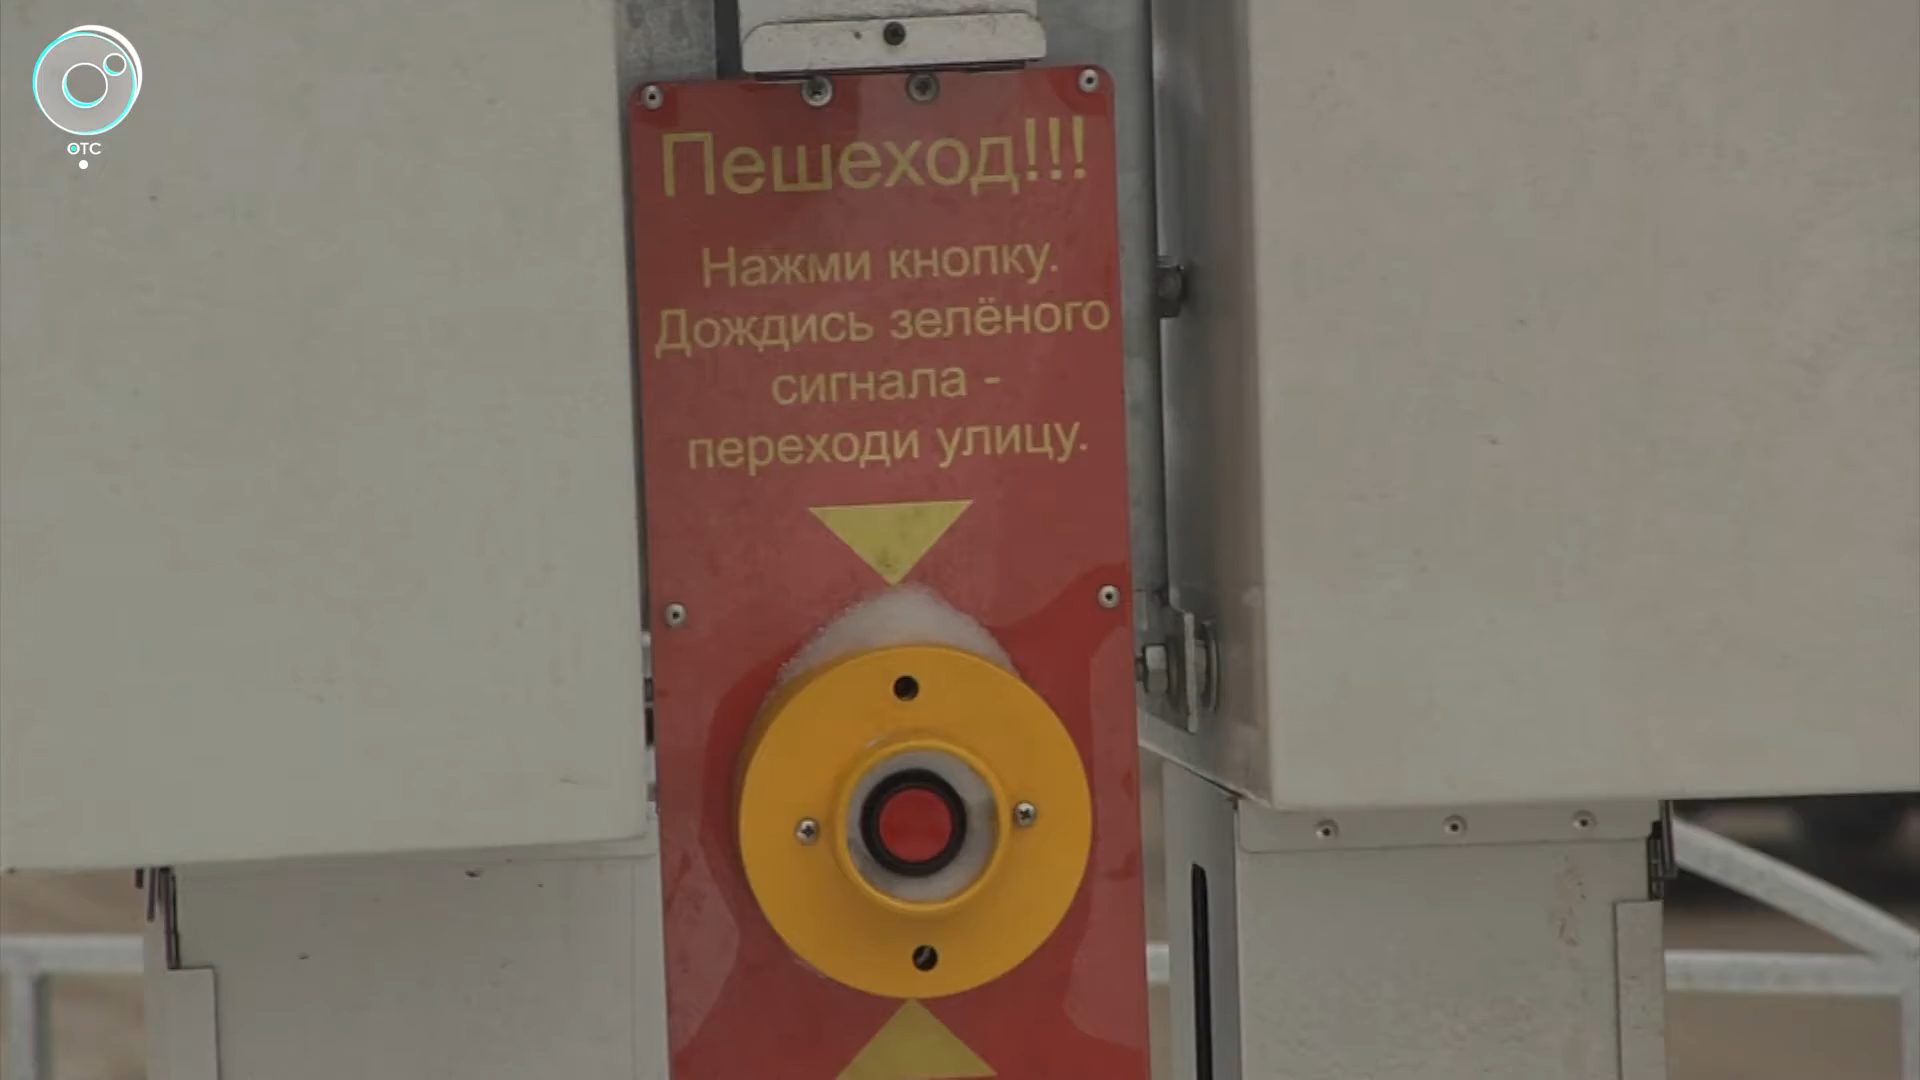 ОТС
Пешеход!!!
Нажми кнопку.
Дождись зелёного
сигнала -
переходи улицу.